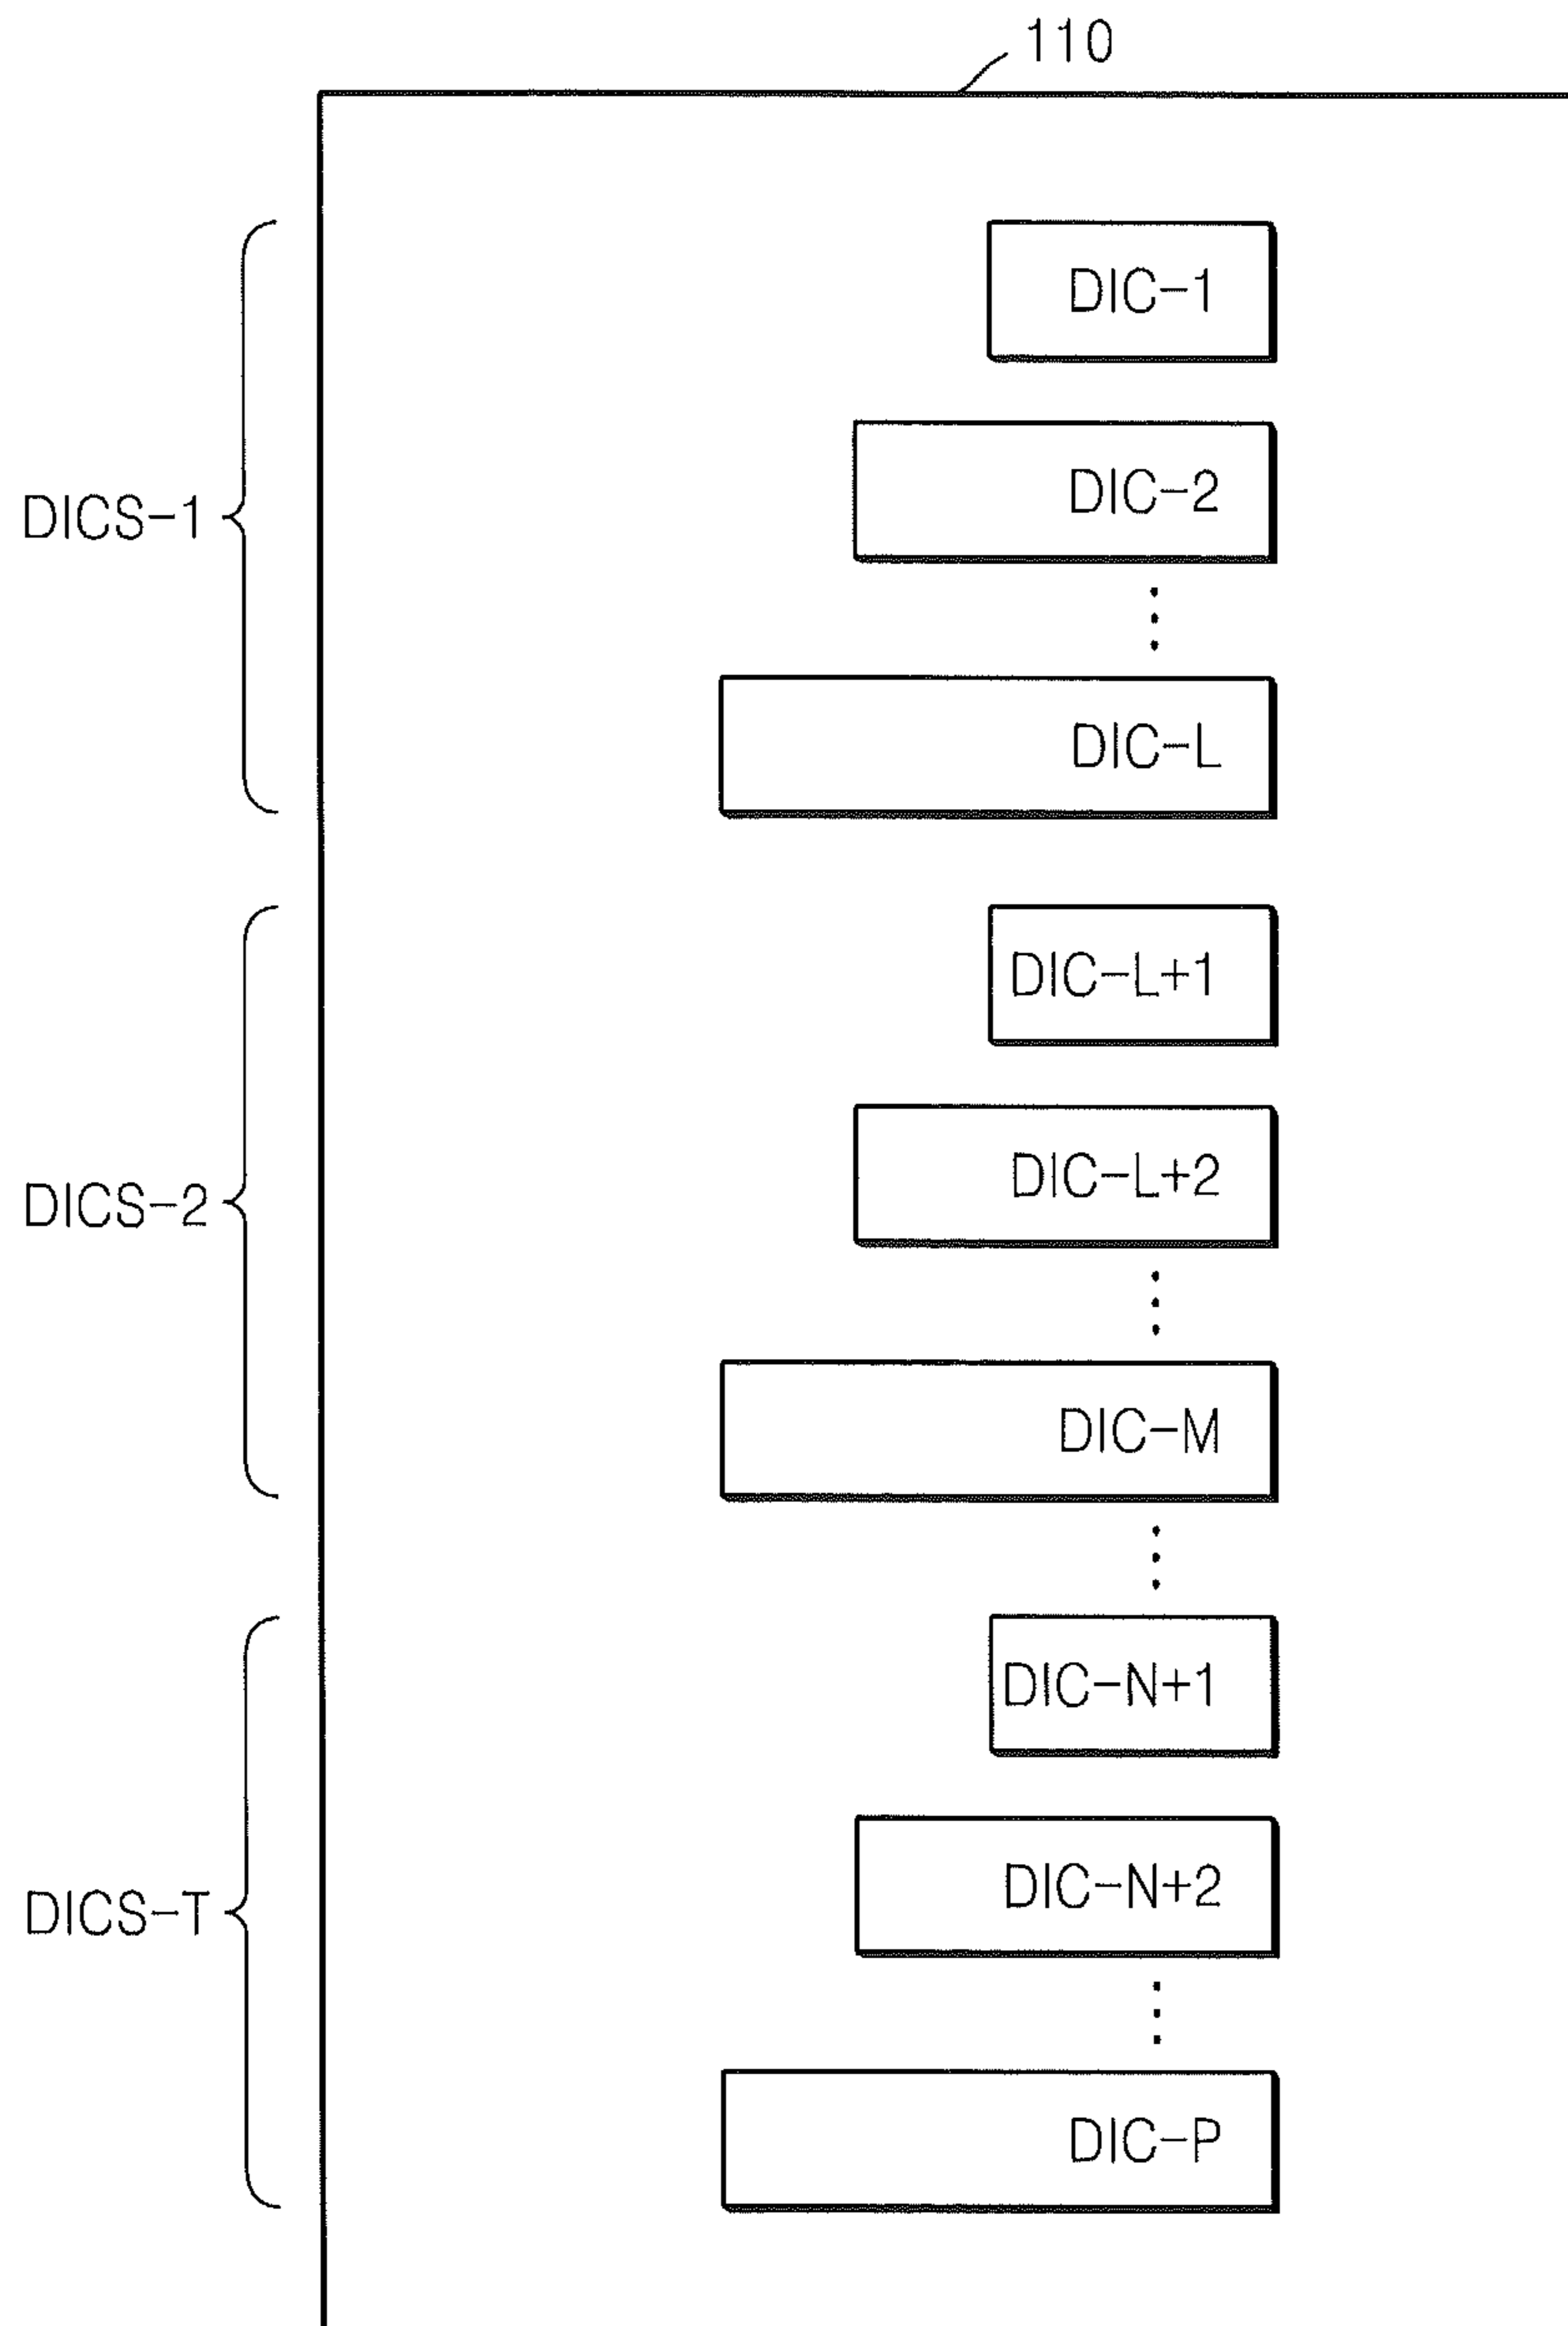 110
DIC-1
DIC-2
DICS-1
DIC-L
DIC-L+1
DIC-L+2
DICS-2
DIC-M
DIC-N+1
DIC-N+2
DICS-T
DIC-P